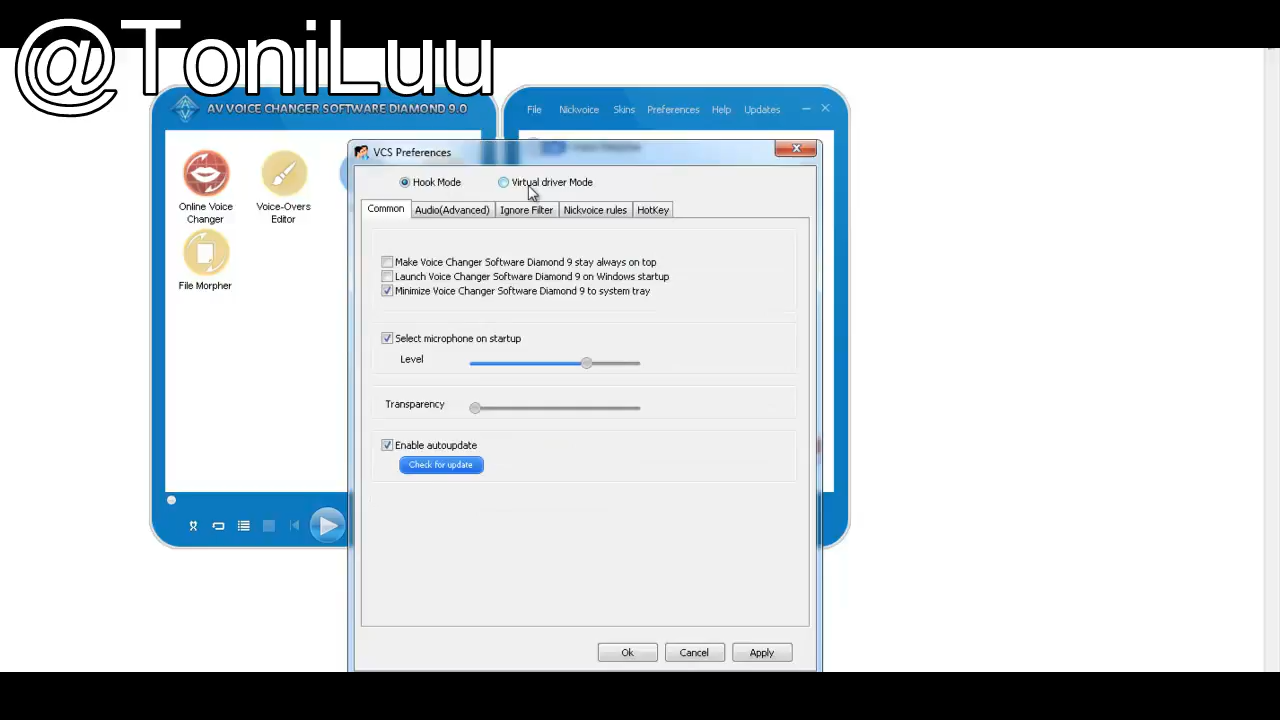 @ToniLuu
AV VOICE CHANGER SOFTWARE DIAMOND 9.0
File Nickvoice Skins Preferences Help Updates
VCS Preferences
Hook Mode Virtual driver Mode
Common Audio(Advanced) Ignore Filter Nickvoice rules HotKey
Online Voice
Changer
Voice-Overs
Editor
File Morpher
Make Voice Changer Software Diamond 9 stay always on top
Launch Voice Changer Software Diamond 9 on Windows startup
Minimize Voice Changer Software Diamond 9 to system tray
Select microphone on startup
Level
Transparency
Enable autoupdate
Check for update
Ok Cancel Apply